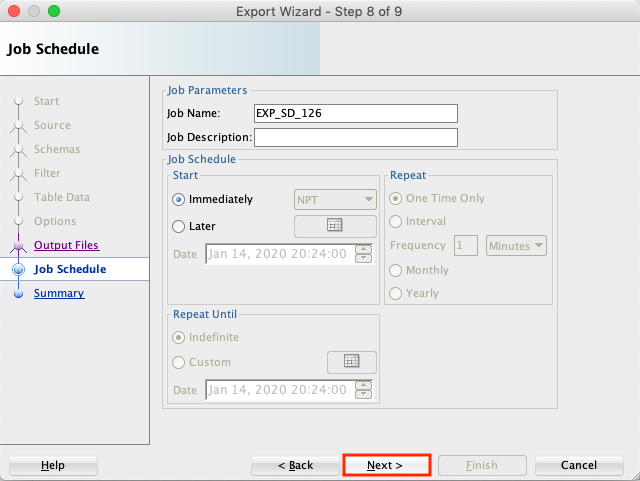 Export Wizard - Step 8 of 9
Job Schedule
Start
Source
Schemas
Filter
Table Data
Options
Output Files
Job Schedule
Summary
Job Parameters
Job Name: EXP_SD_126
Job Description:
Job Schedule
Start
Immediately NPT
Later
Date Jan 14, 2020 20:24:00
Repeat
One Time Only
Interval
Frequency 1 Minutes
Monthly
Yearly
Repeat Until
Indefinite
Custom
Date Jan 14, 2020 20:24:00
Help < Back Next > Finish Cancel